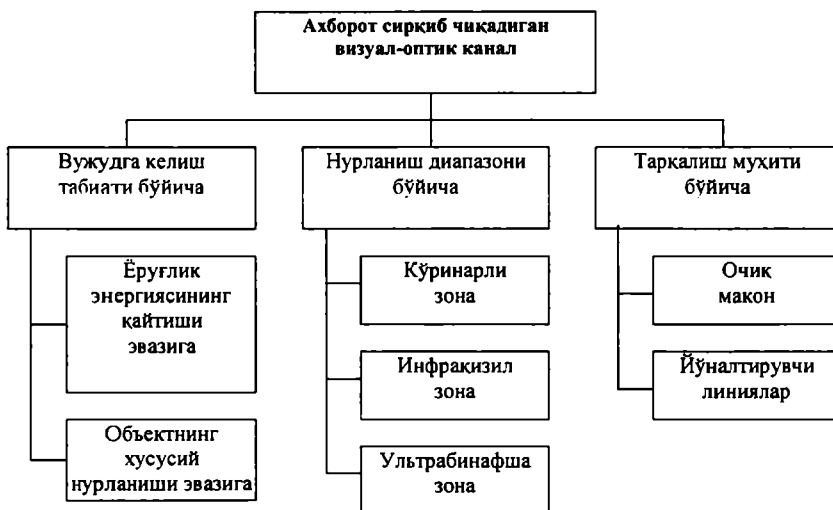 Ахборот сирқиб чиқадиган
визуал-оптик канал
Вужудга келиш
табиати бўйича
Нурланиш диапазони
бўйича
Тарқалиш муҳити
бўйича
Ёруғлик
энергиясининг
қайтиши
эвазига
Объектнинг
хусусий
нурланиши эвазига
Кўринарли
зона
Инфрақизил
зона
Ультрабинафша
зона
Очиқ
макон
Йўналтирувчи
линиялар